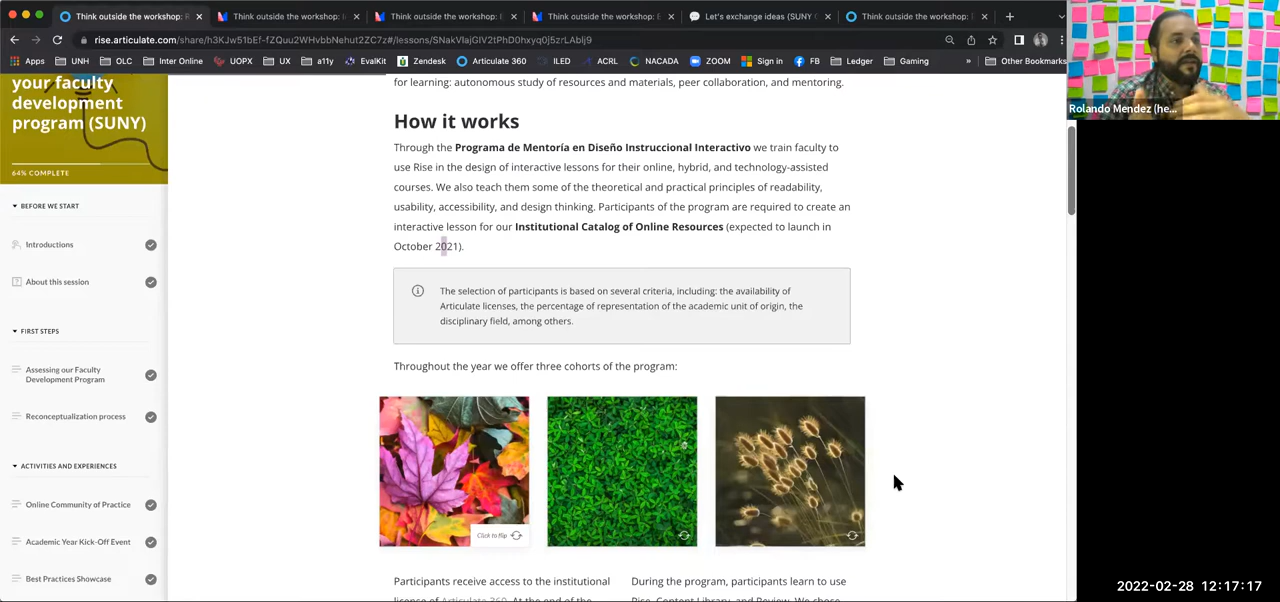 Think outside the workshop: R
Think outside the workshop: I
Think outside the workshop: [
Think outside the workshop: E
Let's exchange ideas (SUNY C
Think outside the workshop: E
rise.articulate.com/share/h3KJw51bEf-fZQuu2WHvbbNehut2ZC7z#/lessons/SNakVlajGIV2tPhD0hxyq0j5zrLAblj9
Apps UNH OLC Inter Online UOPX UX a11y EvalKit Zendesk Articulate 360 ILED ACRL NACADA ZOOM Sign in FB Ledger Gaming » Other Bookmarks
your faculty
development
program (SUNY)
64% COMPLETE
BEFORE WE START
Introductions
About this session
FIRST STEPS
Assessing our Faculty
Development Program
Reconceptualization process
ACTIVITIES AND EXPERIENCES
Online Community of Practice
Academic Year Kick-Off Event
Best Practices Showcase
for learning: autonomous study of resources and materials, peer collaboration, and mentoring.
How it works
Through the Programa de Mentoría en Diseño Instruccional Interactivo we train faculty to
use Rise in the design of interactive lessons for their online, hybrid, and technology-assisted
courses. We also teach them some of the theoretical and practical principles of readability,
usability, accessibility, and design thinking. Participants of the program are required to create an
interactive lesson for our Institutional Catalog of Online Resources (expected to launch in
October 2021).
The selection of participants is based on several criteria, including: the availability of
Articulate licenses, the percentage of representation of the academic unit of origin, the
disciplinary field, among others.
Throughout the year we offer three cohorts of the program:
Click to flip
Participants receive access to the institutional
license of Articulate 360. At the end of the
During the program, participants learn to use
Rise, Content Library, and Review. We chose
Rolando Mendez (he...
2022-02-28 12:17:17